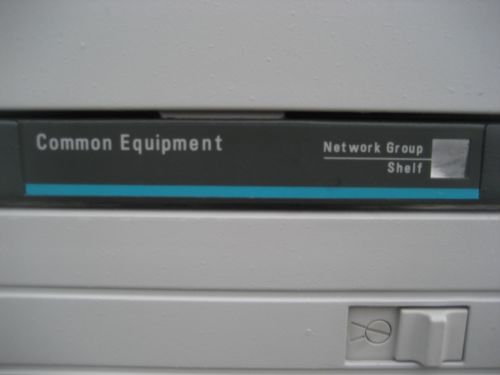 Common Equipment
Network Group
Shelf